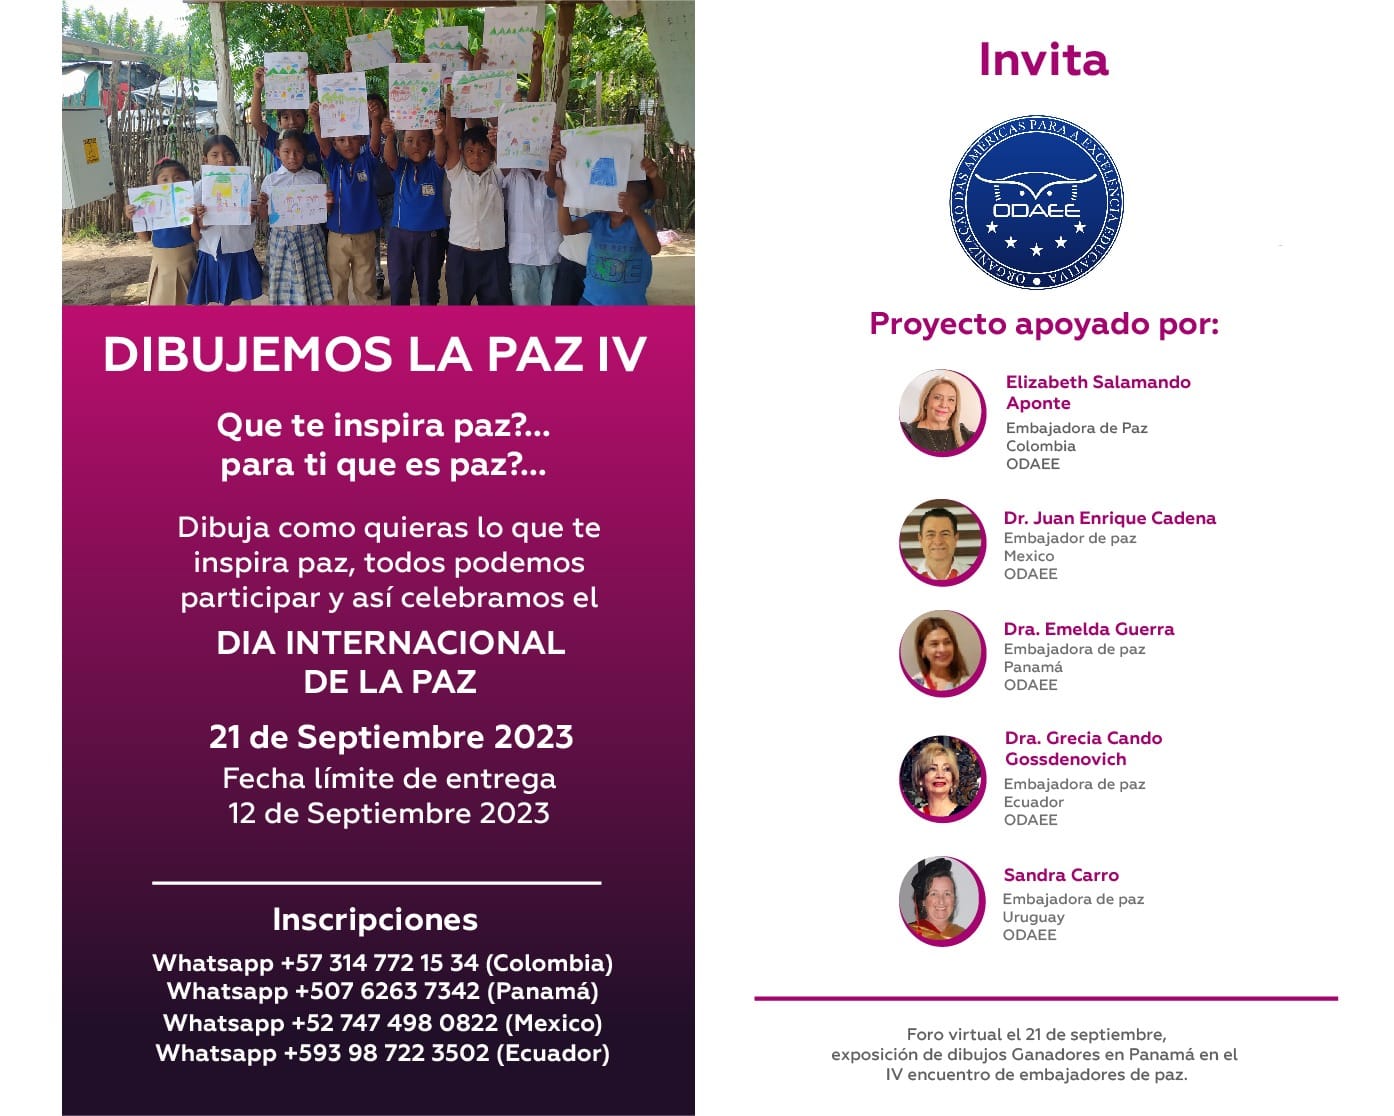 DIBUJEMOS LA PAZ IV
Que te inspira paz?...
para ti que es paz?...
Dibuja como quieras lo que te
inspira paz, todos podemos
participar y así celebramos el
DIA INTERNACIONAL
DE LA PAZ
21 de Septiembre 2023
Fecha límite de entrega
12 de Septiembre 2023
Inscripciones
Whatsapp +57 314 772 15 34 (Colombia)
Whatsapp +507 6263 7342 (Panamá)
Whatsapp +52 747 498 0822 (Mexico)
Whatsapp +593 98 722 3502 (Ecuador)
Invita
ORGANIZAÇÃO DAS AMÉRICAS PARA A EXCELÊNCIA EDUCATIVA
ODAEE
Proyecto apoyado por:
Elizabeth Salamando
Aponte
Embajadora de Paz
Colombia
ODAEE
Dr. Juan Enrique Cadena
Embajador de paz
Mexico
ODAEE
Dra. Emelda Guerra
Embajadora de paz
Panamá
ODAEE
Dra. Grecia Cando
Gossdenovich
Embajadora de paz
Ecuador
ODAEE
Sandra Carro
Embajadora de paz
Uruguay
ODAEE
Foro virtual el 21 de septiembre,
exposición de dibujos Ganadores en Panamá en el
IV encuentro de embajadores de paz.